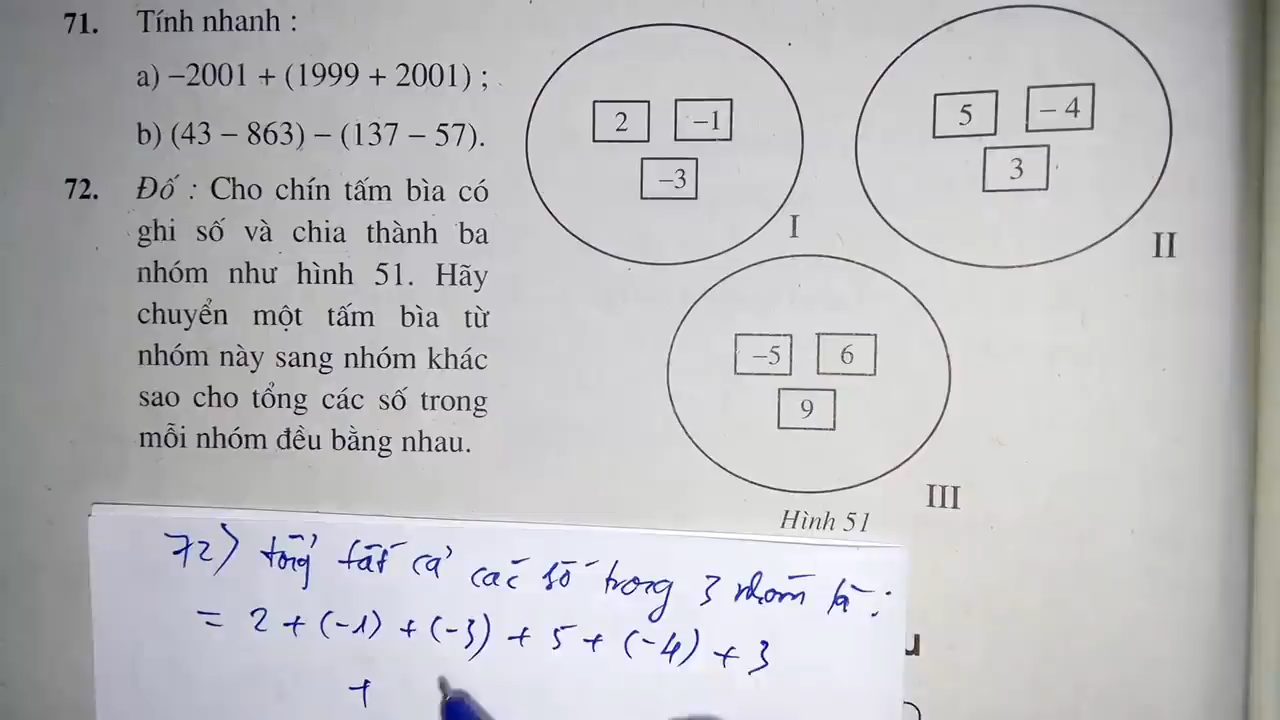 71. Tính nhanh :
a) –2001 + (1999 + 2001) ;
b) (43 – 863) – (137 – 57).
72. Đố : Cho chín tấm bìa có
ghi số và chia thành ba
nhóm như hình 51. Hãy
chuyển một tấm bìa từ
nhóm này sang nhóm khác
sao cho tổng các số trong
mỗi nhóm đều bằng nhau.
2 –1
–3
I
5 – 4
3
II
–5 6
9
III
Hình 51
72) tổng tất cả các số trong 3 nhóm là:
= 2 + (-1) + (-3) + 5 + (-4) + 3
+